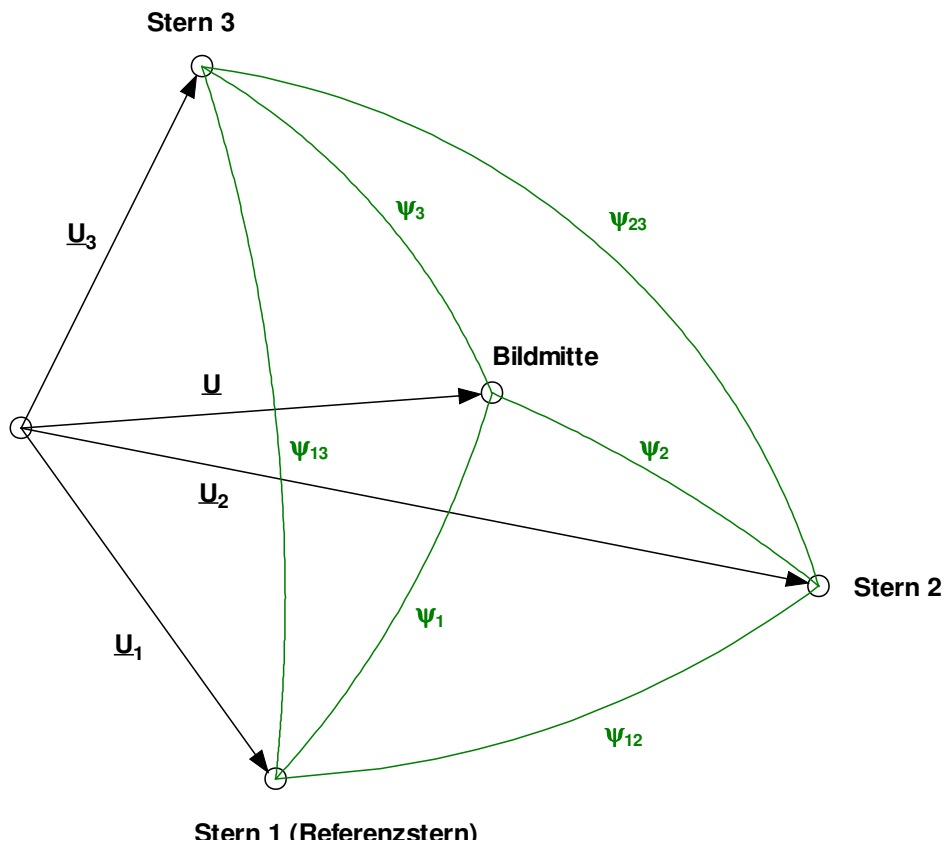 Stern 3
ψ3
ψ23
U3
Bildmitte
U
ψ13
ψ2
U2
Stern 2
ψ1
U1
ψ12
Stern 1 (Referenzstern)